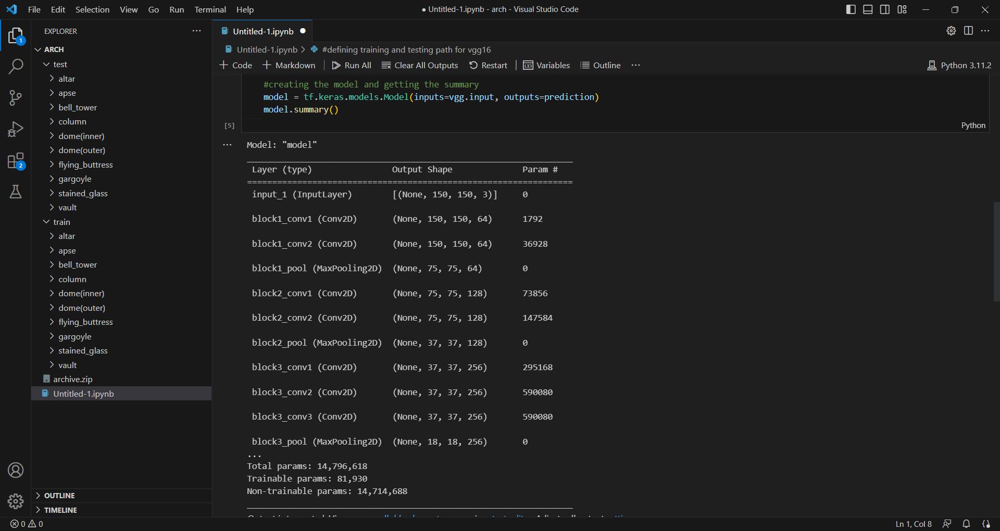 File Edit Selection View Go Run Terminal Help
● Untitled-1.ipynb - arch - Visual Studio Code
EXPLORER
ARCH
test
altar
apse
bell_tower
column
dome(inner)
dome(outer)
flying_buttress
gargoyle
stained_glass
vault
train
altar
apse
bell_tower
column
dome(inner)
dome(outer)
flying_buttress
gargoyle
stained_glass
vault
archive.zip
Untitled-1.ipynb
OUTLINE
TIMELINE
1
2
Untitled-1.ipynb ●
Untitled-1.ipynb > #defining training and testing path for vgg16
+ Code + Markdown | Run All Clear All Outputs Restart | Variables Outline ...
Python 3.11.2
#creating the model and getting the summary
model = tf.keras.models.Model(inputs=vgg.input, outputs=prediction)
model.summary()
[5]
Python
... Model: "model"
Layer (type) Output Shape Param #
=================================================================
input_1 (InputLayer) [(None, 150, 150, 3)] 0
block1_conv1 (Conv2D) (None, 150, 150, 64) 1792
block1_conv2 (Conv2D) (None, 150, 150, 64) 36928
block1_pool (MaxPooling2D) (None, 75, 75, 64) 0
block2_conv1 (Conv2D) (None, 75, 75, 128) 73856
block2_conv2 (Conv2D) (None, 75, 75, 128) 147584
block2_pool (MaxPooling2D) (None, 37, 37, 128) 0
block3_conv1 (Conv2D) (None, 37, 37, 256) 295168
block3_conv2 (Conv2D) (None, 37, 37, 256) 590080
block3_conv3 (Conv2D) (None, 37, 37, 256) 590080
block3_pool (MaxPooling2D) (None, 18, 18, 256) 0
...
Total params: 14,796,618
Trainable params: 81,930
Non-trainable params: 14,714,688
0 0
Ln 1, Col 8